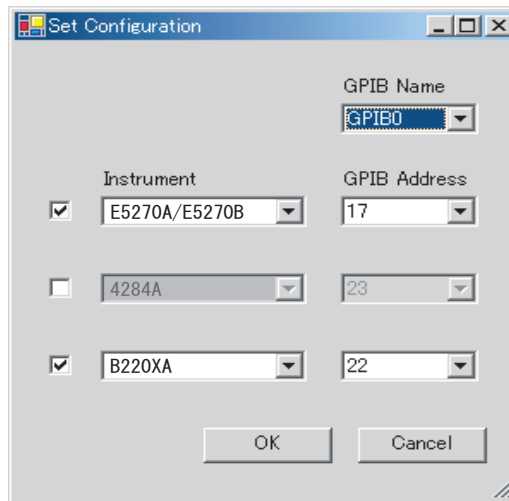 Set Configuration
GPIB Name
GPIB0
Instrument GPIB Address
E5270A/E5270B 17
4284A 23
B220XA 22
OK Cancel